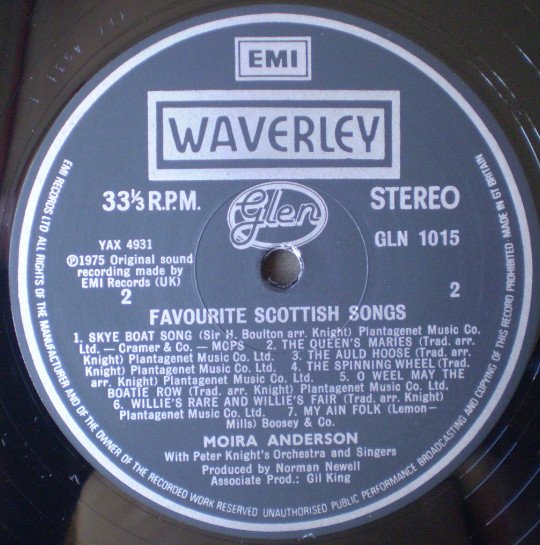 EMI
WAVERLEY
33⅓ R.P.M.
Glen
STEREO
YAX 4931
GLN 1015
℗1975 Original sound
recording made by
EMI Records (UK)
2
2
FAVOURITE SCOTTISH SONGS
1. SKYE BOAT SONG (Sir H. Boulton arr. Knight) Plantagenet Music Co.
Ltd. — Cramer & Co. — MCPS 2. THE QUEEN'S MARIES (Trad. arr.
Knight) Plantagenet Music Co. Ltd. 3. THE AULD HOOSE (Trad. arr.
Knight) Plantagenet Music Co. Ltd. 4. THE SPINNING WHEEL (Trad.
arr. Knight) Plantagenet Music Co. Ltd. 5. O WEEL MAY THE
BOATIE ROW (Trad. arr. Knight) Plantagenet Music Co. Ltd.
6. WILLIE'S RARE AND WILLIE'S FAIR (Trad. arr. Knight)
Plantagenet Music Co. Ltd. 7. MY AIN FOLK (Lemon—
Mills) Boosey & Co.
MOIRA ANDERSON
With Peter Knight's Orchestra and Singers
Produced by Norman Newell
Associate Prod.: Gil King
EMI RECORDS LTD ALL RIGHTS OF THE MANUFACTURER AND OF THE OWNER OF THE RECORDED WORK RESERVED UNAUTHORISED PUBLIC PERFORMANCE BROADCASTING AND COPYING OF THIS RECORD PROHIBITED MADE IN GT BRITAIN